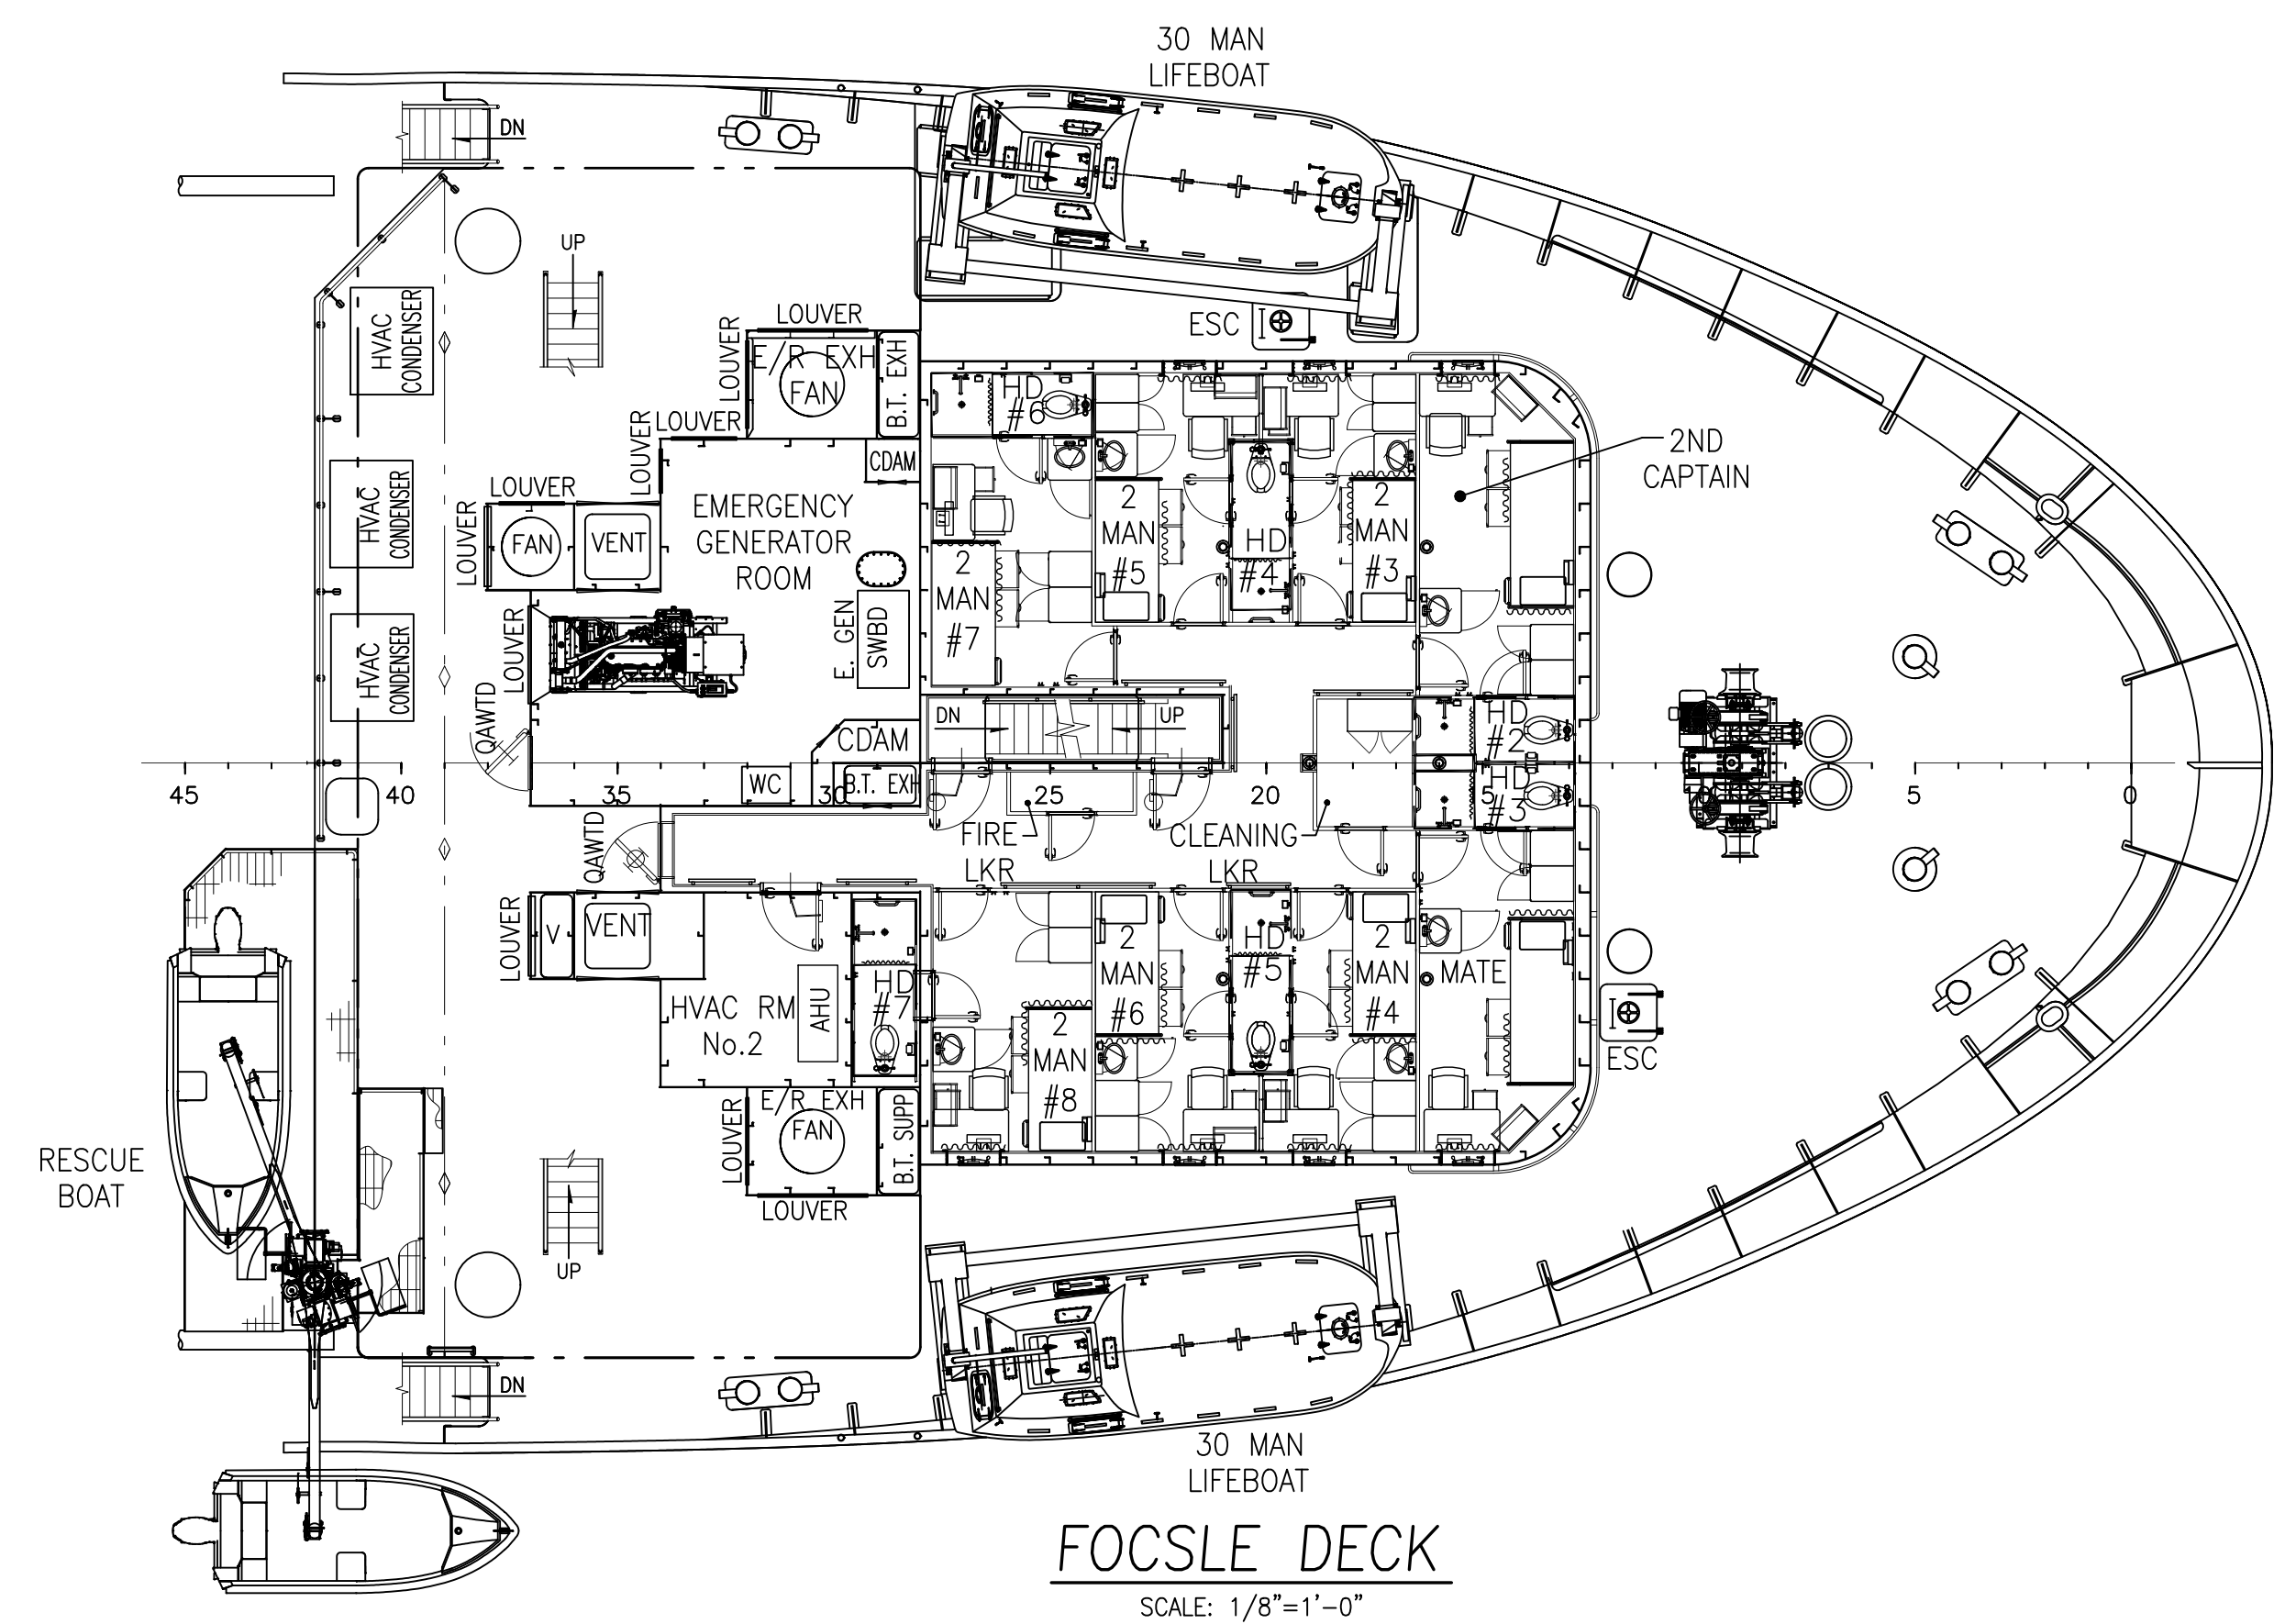 30 MAN
LIFEBOAT
DN
UP
HVAC
CONDENSER
LOUVER
LOUVER
E/R EXH
FAN
B.T. EXH
ESC
HD
#6
LOUVER
LOUVER
CDAM
2ND
CAPTAIN
HVAC
CONDENSER
LOUVER
LOUVER
FAN
VENT
EMERGENCY
GENERATOR
ROOM
2
MAN
#5
HD
#4
2
MAN
#3
2
MAN
#7
LOUVER
E. GEN
SWBD
HVAC
CONDENSER
QAWTD
CDAM
DN
UP
HD
#2
WC
B.T. EXH
HD
#3
45
40
35
30
25
20
5
5
0
QAWTD
FIRE
LKR
CLEANING
LKR
LOUVER
V
VENT
HVAC RM
No.2
AHU
HD
#7
2
MAN
#8
2
MAN
#6
HD
#5
2
MAN
#4
MATE
ESC
LOUVER
E/R EXH
FAN
B.T. SUPP
LOUVER
RESCUE
BOAT
UP
DN
30 MAN
LIFEBOAT
FOCSLE DECK
SCALE: 1/8"=1'-0"